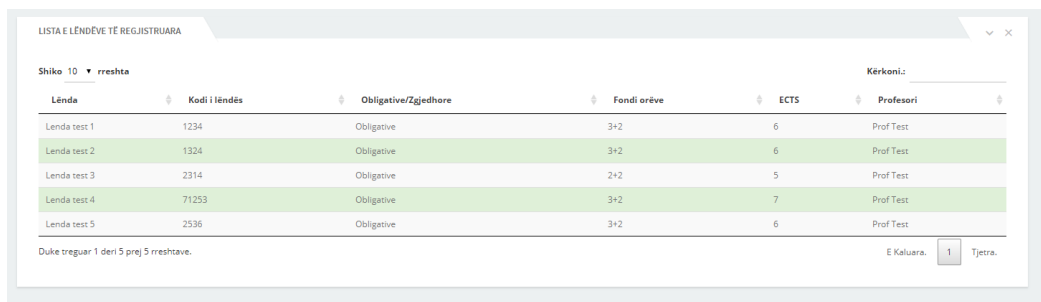 LISTA E LËNDËVE TË REGJISTRUARA
Shiko 10 rreshta Kërkoni.:
Lënda Kodi i lëndës Obligative/Zgjedhore Fondi orëve ECTS Profesori
Lenda test 1 1234 Obligative 3+2 6 Prof Test
Lenda test 2 1324 Obligative 3+2 6 Prof Test
Lenda test 3 2314 Obligative 2+2 5 Prof Test
Lenda test 4 71253 Obligative 3+2 7 Prof Test
Lenda test 5 2536 Obligative 3+2 6 Prof Test
Duke treguar 1 deri 5 prej 5 rreshtave. E Kaluara. 1 Tjetra.